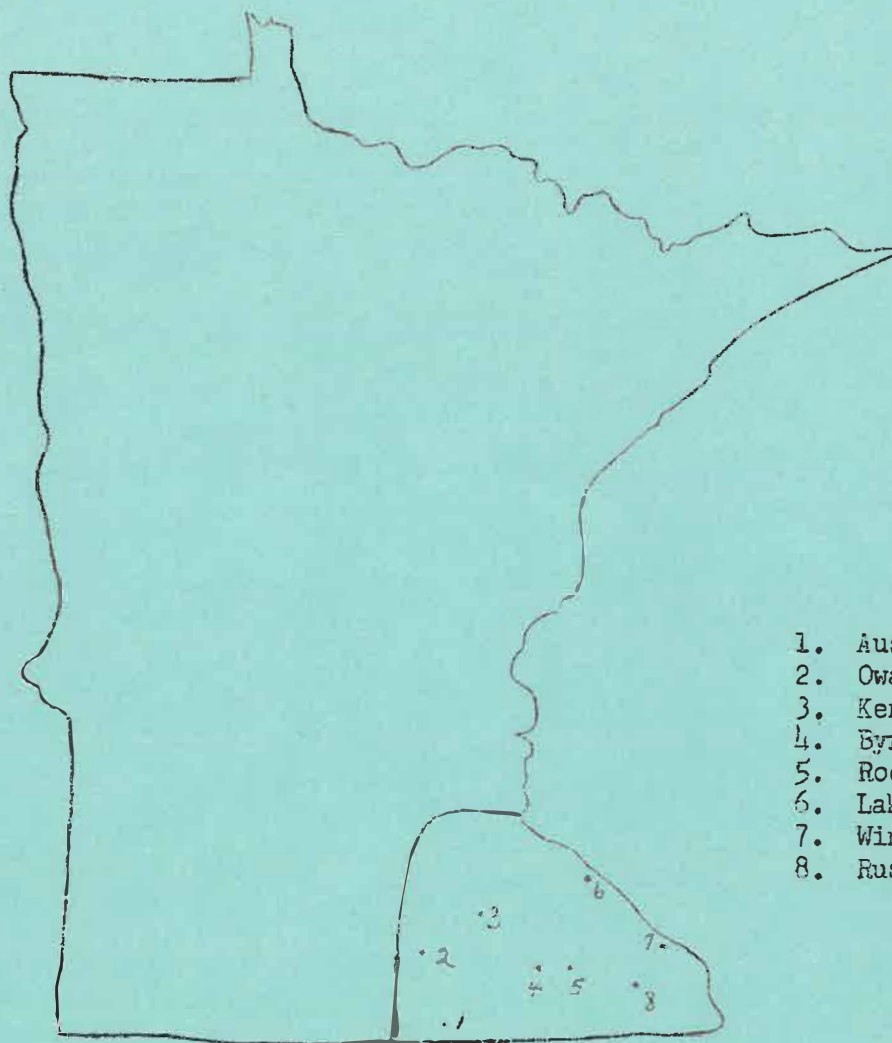 6
3
7
2
4
5
8
1
1. Aus
2. Owa
3. Ken
4. Byr
5. Roc
6. Lak
7. Win
8. Rus